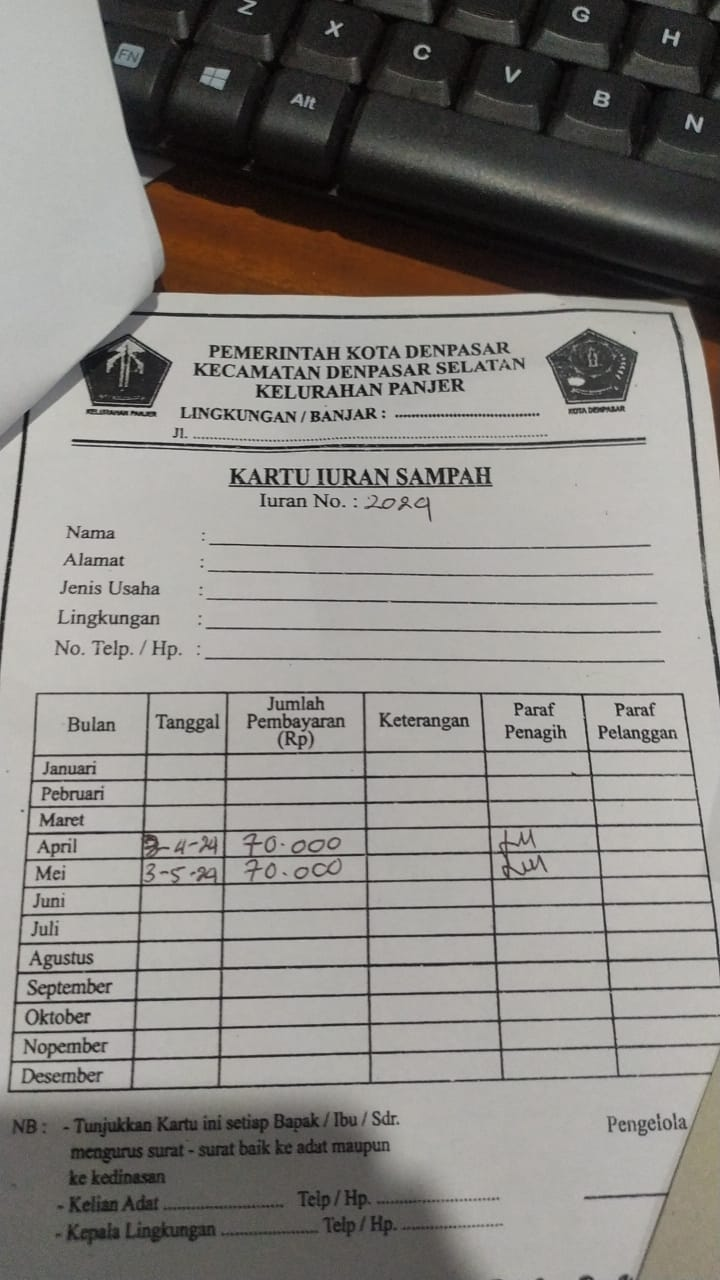 Z X C V B N G H
FN Alt
PEMERINTAH KOTA DENPASAR
KECAMATAN DENPASAR SELATAN
KELURAHAN PANJER
KELURAHAN PANJER
KOTA DENPASAR
LINGKUNGAN / BANJAR : ....................
Jl. ....................
KARTU IURAN SAMPAH
Iuran No. : 2024
Nama :
Alamat :
Jenis Usaha :
Lingkungan :
No. Telp. / Hp. :
Bulan Tanggal Jumlah Pembayaran (Rp) Keterangan Paraf Penagih Paraf Pelanggan
Januari
Pebruari
Maret
April 3-4-24 70.000
Mei 3-5-24 70.000
Juni
Juli
Agustus
September
Oktober
Nopember
Desember
NB : - Tunjukkan Kartu ini setiap Bapak / Ibu / Sdr.
mengurus surat - surat baik ke adat maupun
ke kedinasan
- Kelian Adat .................... Telp / Hp. ....................
- Kepala Lingkungan .................... Telp / Hp. ....................
Pengelola